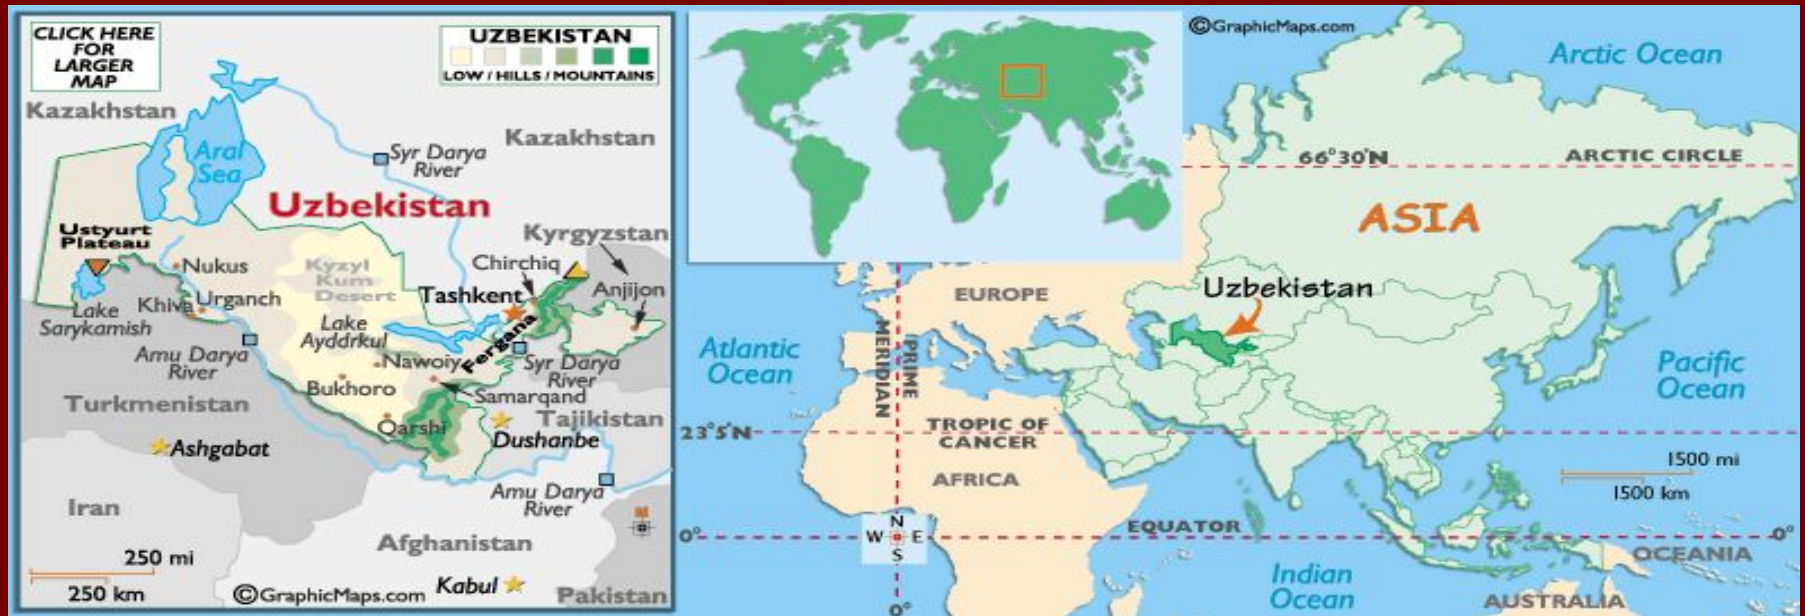 CLICK HERE
FOR
LARGER
MAP
UZBEKISTAN
LOW / HILLS / MOUNTAINS
Kazakhstan
Kazakhstan
Aral
Sea
Syr Darya
River
Uzbekistan
Ustyurt
Plateau
Kyrgyzstan
Nukus
Kyzyl
Kum
Desert
Chirchiq
Tashkent
Anjijon
Khiva
Urganch
Lake
Sarykamish
Lake
Ayddrkul
Fergana
Amu Darya
River
Nawoiy
Syr Darya
River
Bukhoro
Samarqand
Turkmenistan
Tajikistan
Qarshi
Dushanbe
Ashgabat
Amu Darya
River
Iran
N
Afghanistan
250 mi
250 km
©GraphicMaps.com
Kabul
Pakistan
©GraphicMaps.com
Arctic Ocean
66°30'N
ARCTIC CIRCLE
ASIA
Uzbekistan
EUROPE
Atlantic
Ocean
PRIME
MERIDIAN
Pacific
Ocean
23°5'N
TROPIC OF
CANCER
AFRICA
1500 mi
1500 km
EQUATOR
N
W E
S
0°
0°
OCEANIA
Indian
Ocean
AUSTRALIA
0°